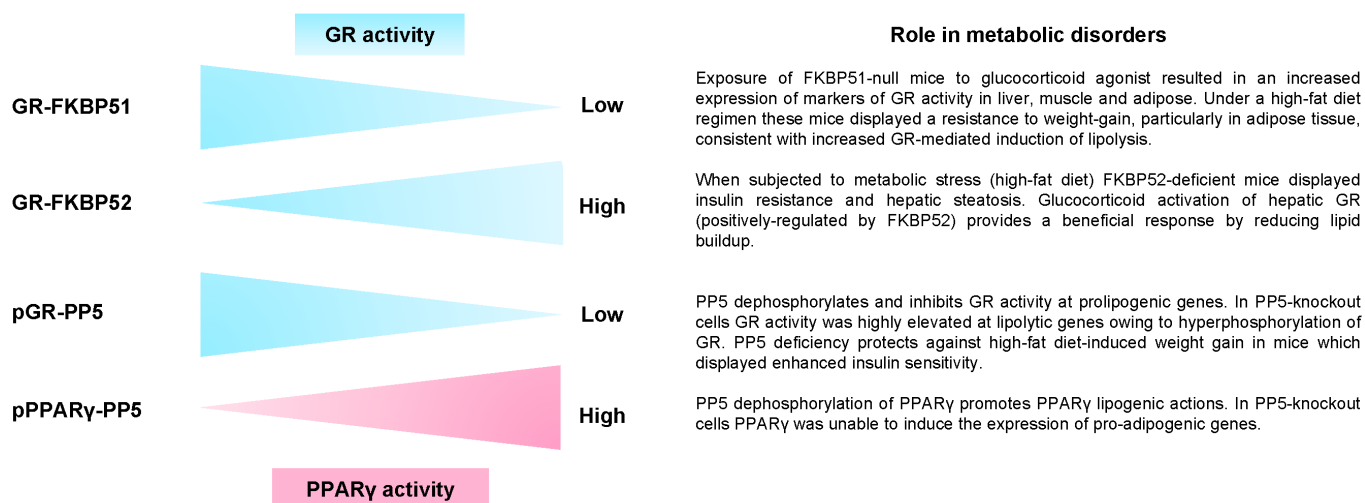 GR activity
Role in metabolic disorders
GR-FKBP51
Low
Exposure of FKBP51-null mice to glucocorticoid agonist resulted in an increased
expression of markers of GR activity in liver, muscle and adipose. Under a high-fat diet
regimen these mice displayed a resistance to weight-gain, particularly in adipose tissue,
consistent with increased GR-mediated induction of lipolysis.
GR-FKBP52
High
When subjected to metabolic stress (high-fat diet) FKBP52-deficient mice displayed
insulin resistance and hepatic steatosis. Glucocorticoid activation of hepatic GR
(positively-regulated by FKBP52) provides a beneficial response by reducing lipid
buildup.
pGR-PP5
Low
PP5 dephosphorylates and inhibits GR activity at prolipogenic genes. In PP5-knockout
cells GR activity was highly elevated at lipolytic genes owing to hyperphosphorylation of
GR. PP5 deficiency protects against high-fat diet-induced weight gain in mice which
displayed enhanced insulin sensitivity.
pPPARγ-PP5
High
PP5 dephosphorylation of PPARγ promotes PPARγ lipogenic actions. In PP5-knockout
cells PPARγ was unable to induce the expression of pro-adipogenic genes.
PPARγ activity